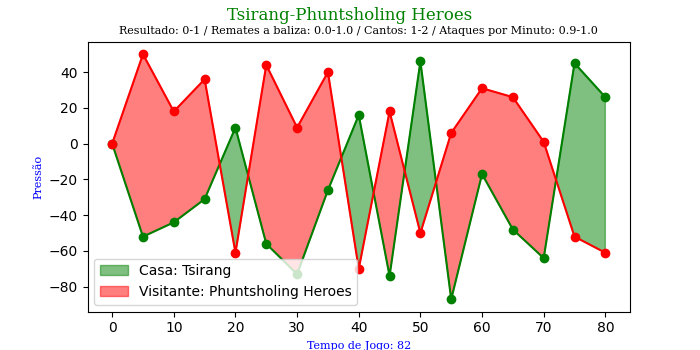 Tsirang-Phuntsholing Heroes
Resultado: 0-1 / Remates a baliza: 0.0-1.0 / Cantos: 1-2 / Ataques por Minuto: 0.9-1.0
Pressão
40
20
0
−20
−40
−60
−80
Casa: Tsirang
Visitante: Phuntsholing Heroes
0 10 20 30 40 50 60 70 80
Tempo de Jogo: 82